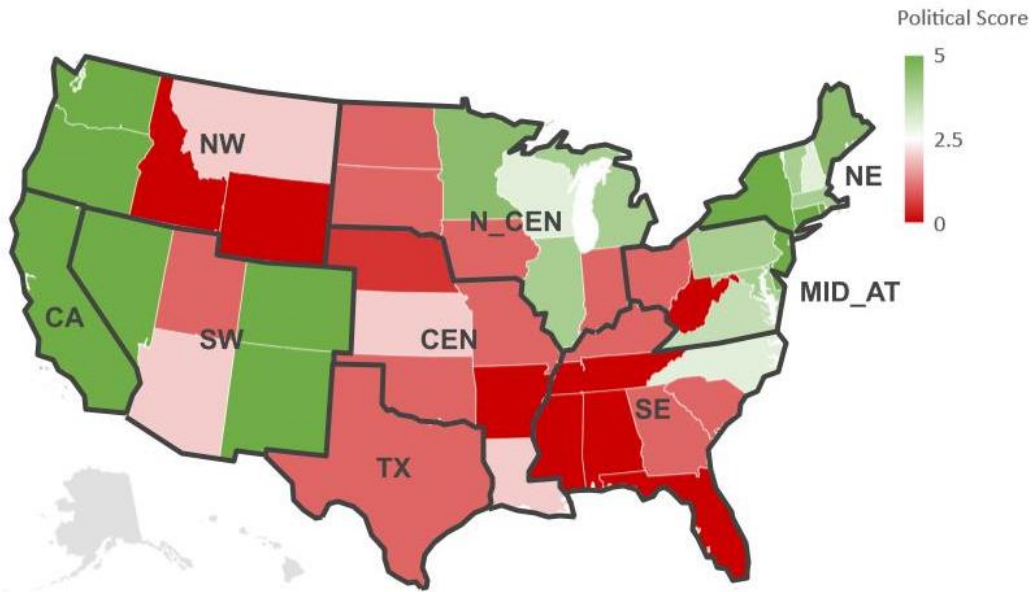 Political Score
5
2.5
0
NW
NE
N_CEN
MID_AT
CA
SW
CEN
SE
TX